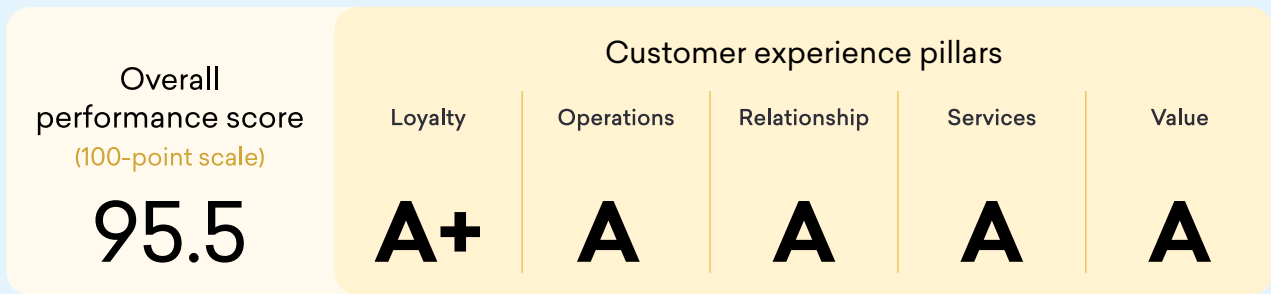 Overall
performance score
(100-point scale)
95.5
Customer experience pillars
Loyalty
A+
Operations
A
Relationship
A
Services
A
Value
A